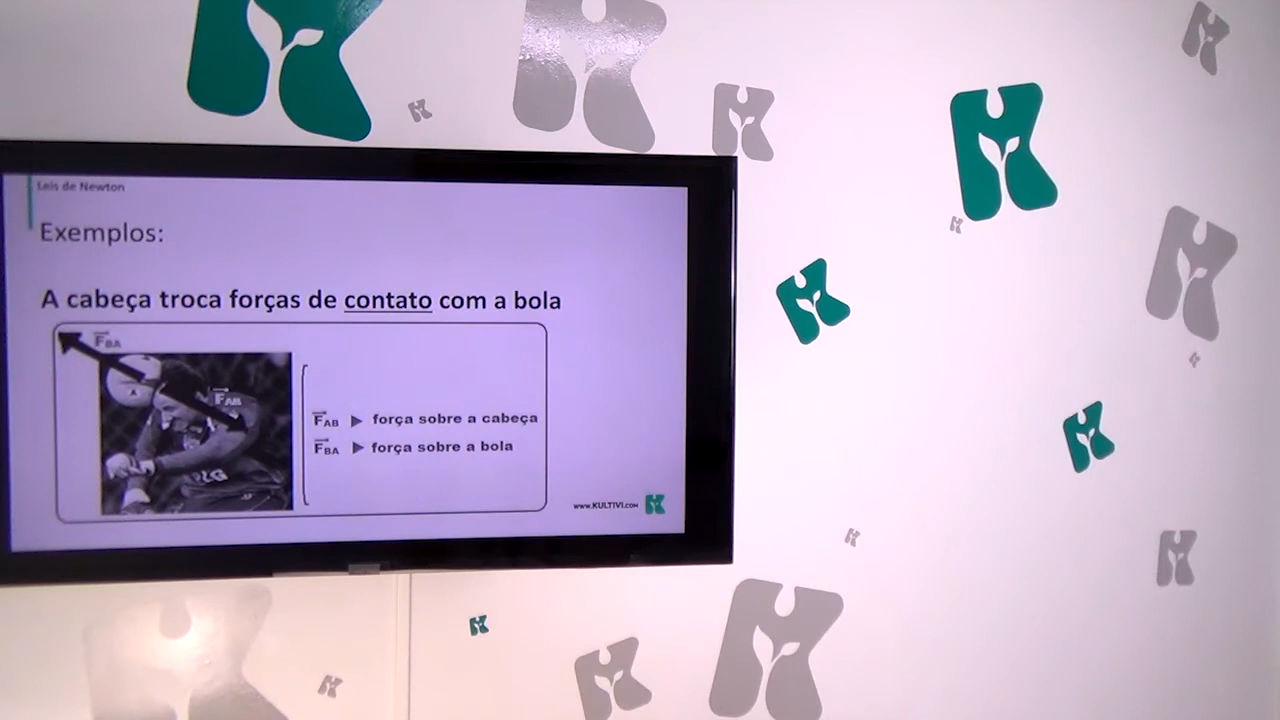 Leis de Newton
Exemplos:
A cabeça troca forças de contato com a bola
FBA
A
FAB
LG
FAB ▶ força sobre a cabeça
FBA ▶ força sobre a bola
www.KULTIVI.COM